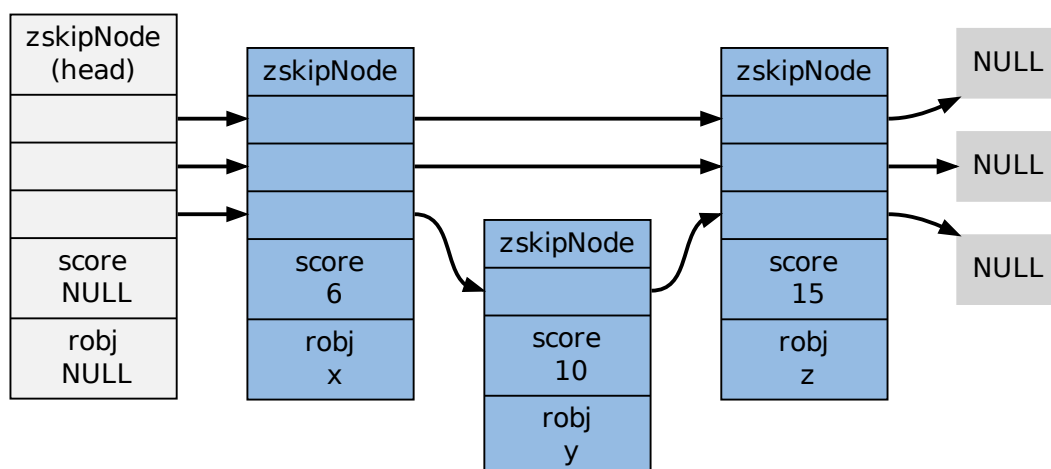 zskipNode
(head)
score
NULL
robj
NULL
zskipNode
score
6
robj
x
zskipNode
score
10
robj
y
zskipNode
score
15
robj
z
NULL
NULL
NULL